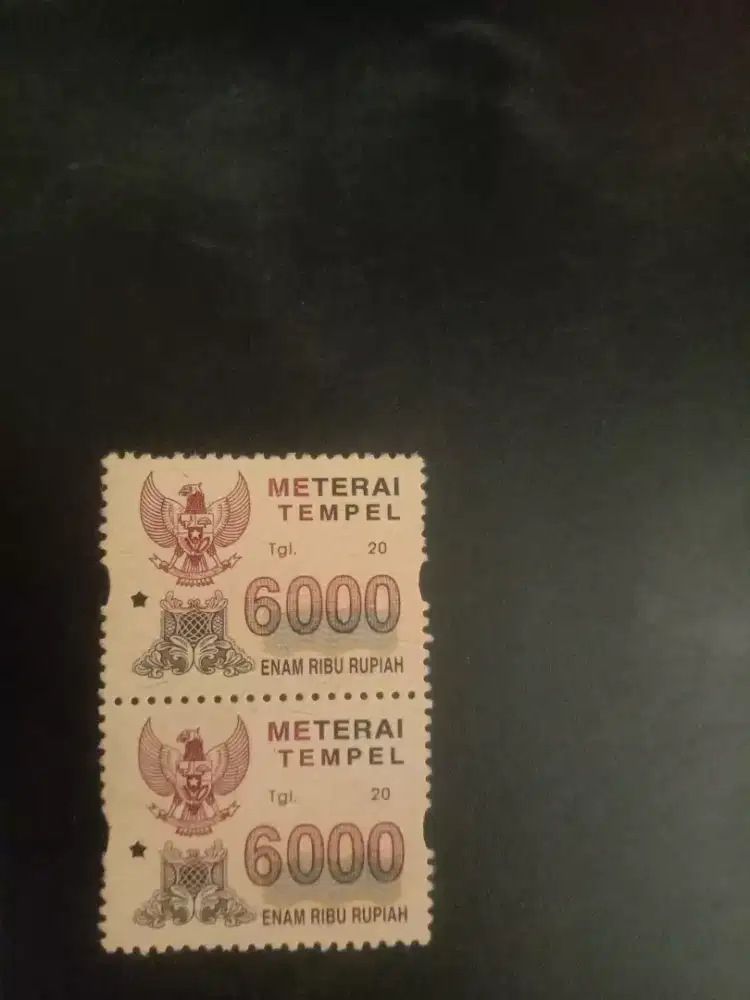 METERAI
TEMPEL
Tgl. 20
6000
ENAM RIBU RUPIAH
METERAI
TEMPEL
Tgl. 20
6000
ENAM RIBU RUPIAH